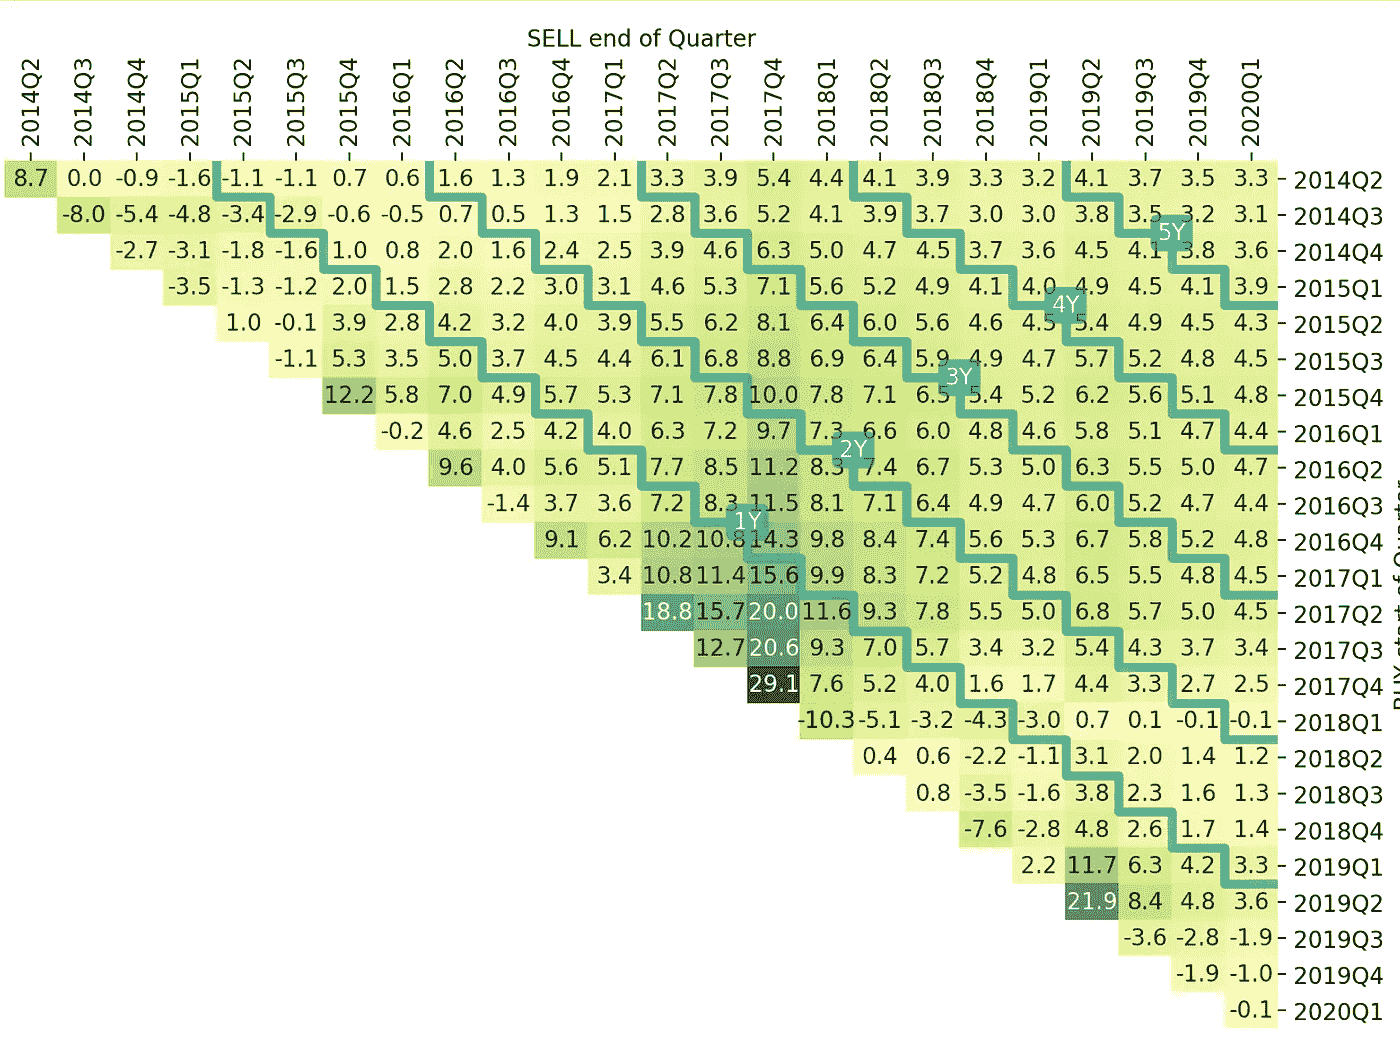 SELL end of Quarter
2014Q2 2014Q3 2014Q4 2015Q1 2015Q2 2015Q3 2015Q4 2016Q1 2016Q2 2016Q3 2016Q4 2017Q1 2017Q2 2017Q3 2017Q4 2018Q1 2018Q2 2018Q3 2018Q4 2019Q1 2019Q2 2019Q3 2019Q4 2020Q1
8.7 0.0 -0.9 -1.6 -1.1 -1.1 0.7 0.6 1.6 1.3 1.9 2.1 3.3 3.9 5.4 4.4 4.1 3.9 3.3 3.2 4.1 3.7 3.5 3.3 2014Q2
-8.0 -5.4 -4.8 -3.4 -2.9 -0.6 -0.5 0.7 0.5 1.3 1.5 2.8 3.6 5.2 4.1 3.9 3.7 3.0 3.0 3.8 3.5 3.2 3.1 2014Q3
5Y
-2.7 -3.1 -1.8 -1.6 1.0 0.8 2.0 1.6 2.4 2.5 3.9 4.6 6.3 5.0 4.7 4.5 3.7 3.6 4.5 4.1 3.8 3.6 2014Q4
-3.5 -1.3 -1.2 2.0 1.5 2.8 2.2 3.0 3.1 4.6 5.3 7.1 5.6 5.2 4.9 4.1 4.0 4.9 4.5 4.1 3.9 2015Q1
4Y
1.0 -0.1 3.9 2.8 4.2 3.2 4.0 3.9 5.5 6.2 8.1 6.4 6.0 5.6 4.6 4.5 5.4 4.9 4.5 4.3 2015Q2
-1.1 5.3 3.5 5.0 3.7 4.5 4.4 6.1 6.8 8.8 6.9 6.4 5.9 4.9 4.7 5.7 5.2 4.8 4.5 2015Q3
3Y
12.2 5.8 7.0 4.9 5.7 5.3 7.1 7.8 10.0 7.8 7.1 6.5 5.4 5.2 6.2 5.6 5.1 4.8 2015Q4
-0.2 4.6 2.5 4.2 4.0 6.3 7.2 9.7 7.3 6.6 6.0 4.8 4.6 5.8 5.1 4.7 4.4 2016Q1
2Y
9.6 4.0 5.6 5.1 7.7 8.5 11.2 8.3 7.4 6.7 5.3 5.0 6.3 5.5 5.0 4.7 2016Q2
-1.4 3.7 3.6 7.2 8.3 11.5 8.1 7.1 6.4 4.9 4.7 6.0 5.2 4.7 4.4 2016Q3
1Y
9.1 6.2 10.2 10.8 14.3 9.8 8.4 7.4 5.6 5.3 6.7 5.8 5.2 4.8 2016Q4
3.4 10.8 11.4 15.6 9.9 8.3 7.2 5.2 4.8 6.5 5.5 4.8 4.5 2017Q1
18.8 15.7 20.0 11.6 9.3 7.8 5.5 5.0 6.8 5.7 5.0 4.5 2017Q2
12.7 20.6 9.3 7.0 5.7 3.4 3.2 5.4 4.3 3.7 3.4 2017Q3
29.1 7.6 5.2 4.0 1.6 1.7 4.4 3.3 2.7 2.5 2017Q4
-10.3 -5.1 -3.2 -4.3 -3.0 0.7 0.1 -0.1 -0.1 2018Q1
0.4 0.6 -2.2 -1.1 3.1 2.0 1.4 1.2 2018Q2
0.8 -3.5 -1.6 3.8 2.3 1.6 1.3 2018Q3
-7.6 -2.8 4.8 2.6 1.7 1.4 2018Q4
2.2 11.7 6.3 4.2 3.3 2019Q1
21.9 8.4 4.8 3.6 2019Q2
-3.6 -2.8 -1.9 2019Q3
-1.9 -1.0 2019Q4
-0.1 2020Q1